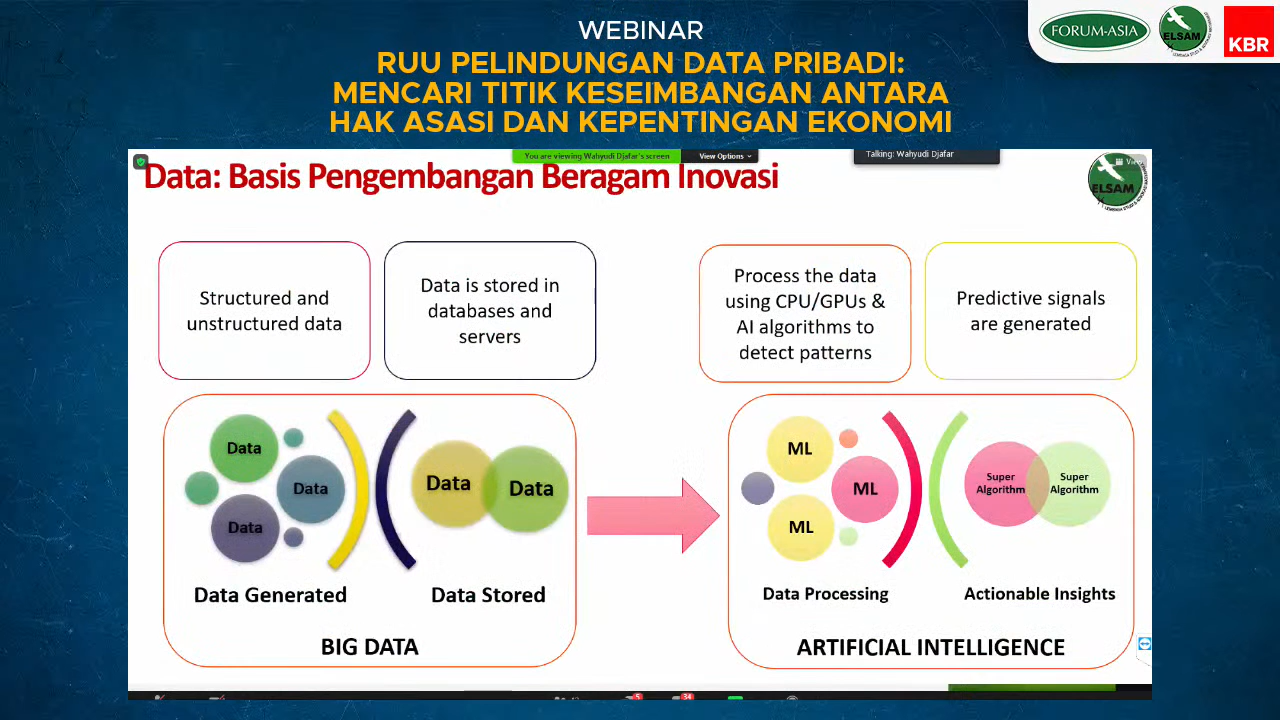 WEBINAR
RUU PELINDUNGAN DATA PRIBADI:
MENCARI TITIK KESEIMBANGAN ANTARA
HAK ASASI DAN KEPENTINGAN EKONOMI
FORUM-ASIA
ELSAM
KBR
You are viewing Wahyudi Djafar's screen
View Options
Talking: Wahyudi Djafar
View
Data: Basis Pengembangan Beragam Inovasi
ELSAM
Structured and
unstructured data
Data is stored in
databases and
servers
Process the data
using CPU/GPUs &
AI algorithms to
detect patterns
Predictive signals
are generated
Data
Data
Data
Data
Data
Data Generated
Data Stored
BIG DATA
ML
ML
ML
Super
Algorithm
Super
Algorithm
Data Processing
Actionable Insights
ARTIFICIAL INTELLIGENCE
5
34